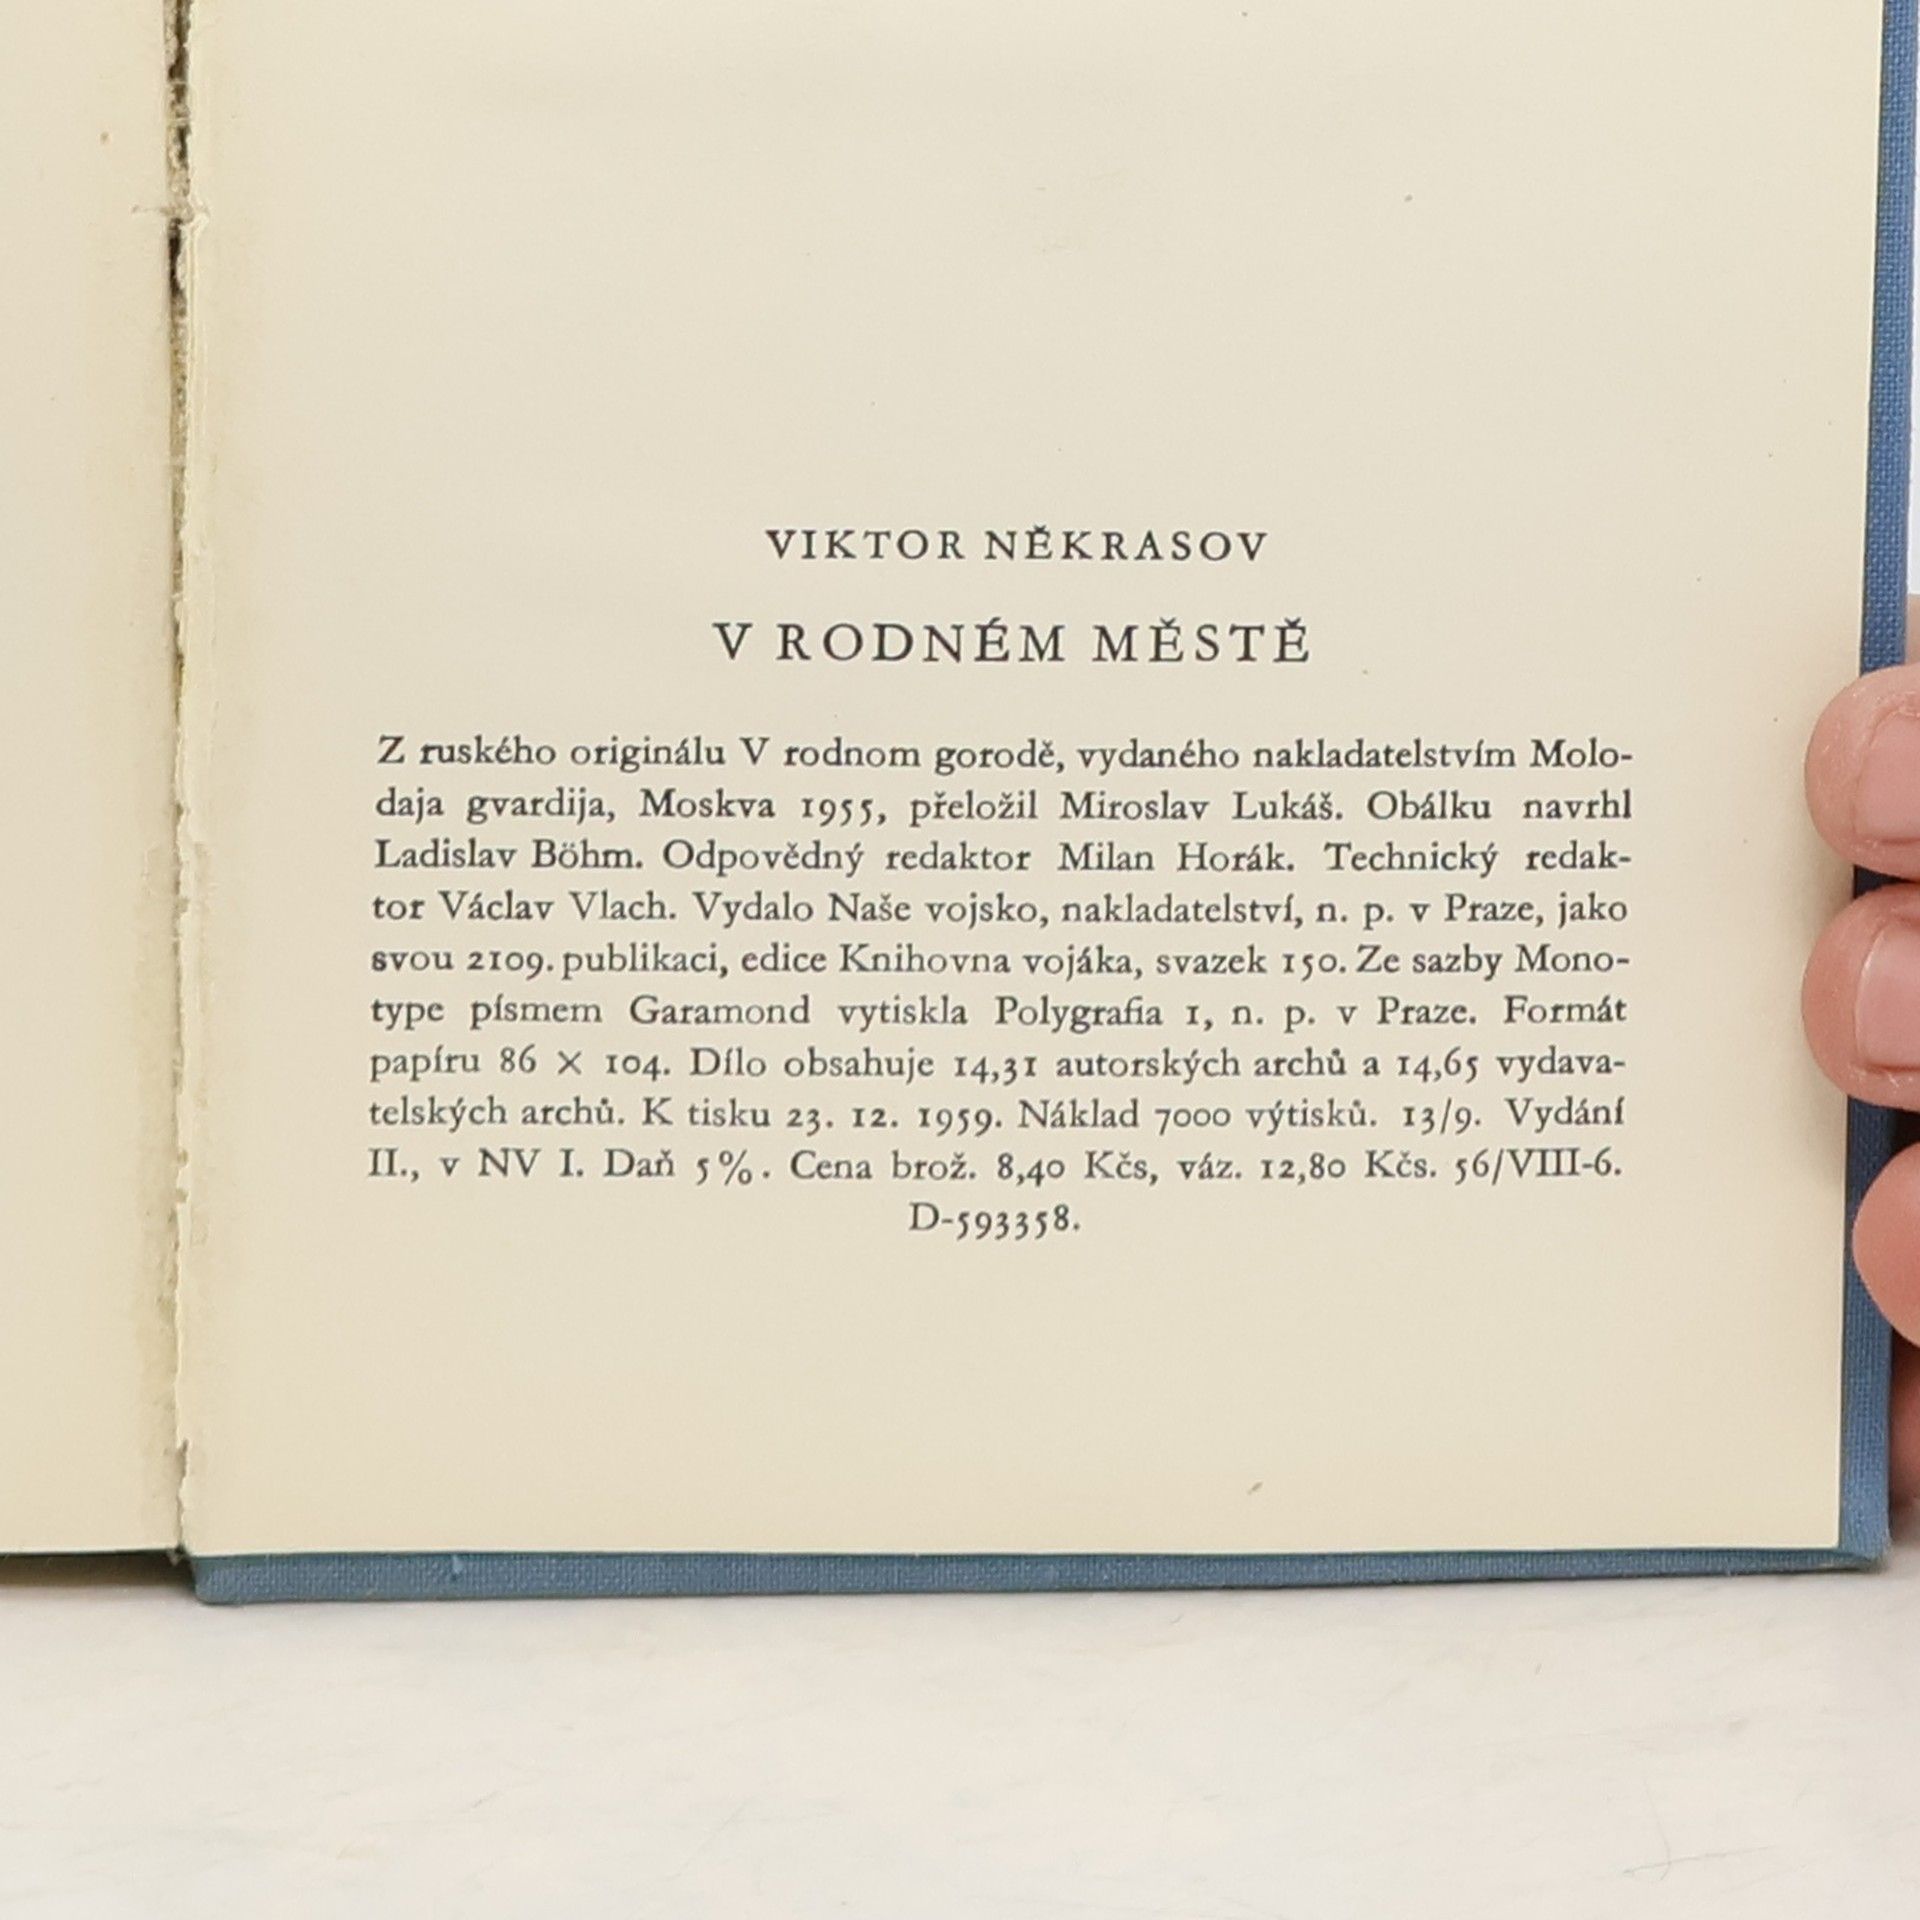 VIKTOR NĚKRASOV
V RODNÉM MĚSTĚ
Z ruského originálu V rodnom gorodě, vydaného nakladatelstvím Molo-
daja gvardija, Moskva 1955, přeložil Miroslav Lukáš. Obálku navrhl
Ladislav Böhm. Odpovědný redaktor Milan Horák. Technický redak-
tor Václav Vlach. Vydalo Naše vojsko, nakladatelství, n. p. v Praze, jako
svou 2109. publikaci, edice Knihovna vojáka, svazek 150. Ze sazby Mono-
type písmem Garamond vytiskla Polygrafia 1, n. p. v Praze. Formát
papíru 86 × 104. Dílo obsahuje 14,31 autorských archů a 14,65 vydava-
telských archů. K tisku 23. 12. 1959. Náklad 7000 výtisků. 13/9. Vydání
II., v NV I. Daň 5%. Cena brož. 8,40 Kčs, váz. 12,80 Kčs. 56/VIII-6.
D-593358.